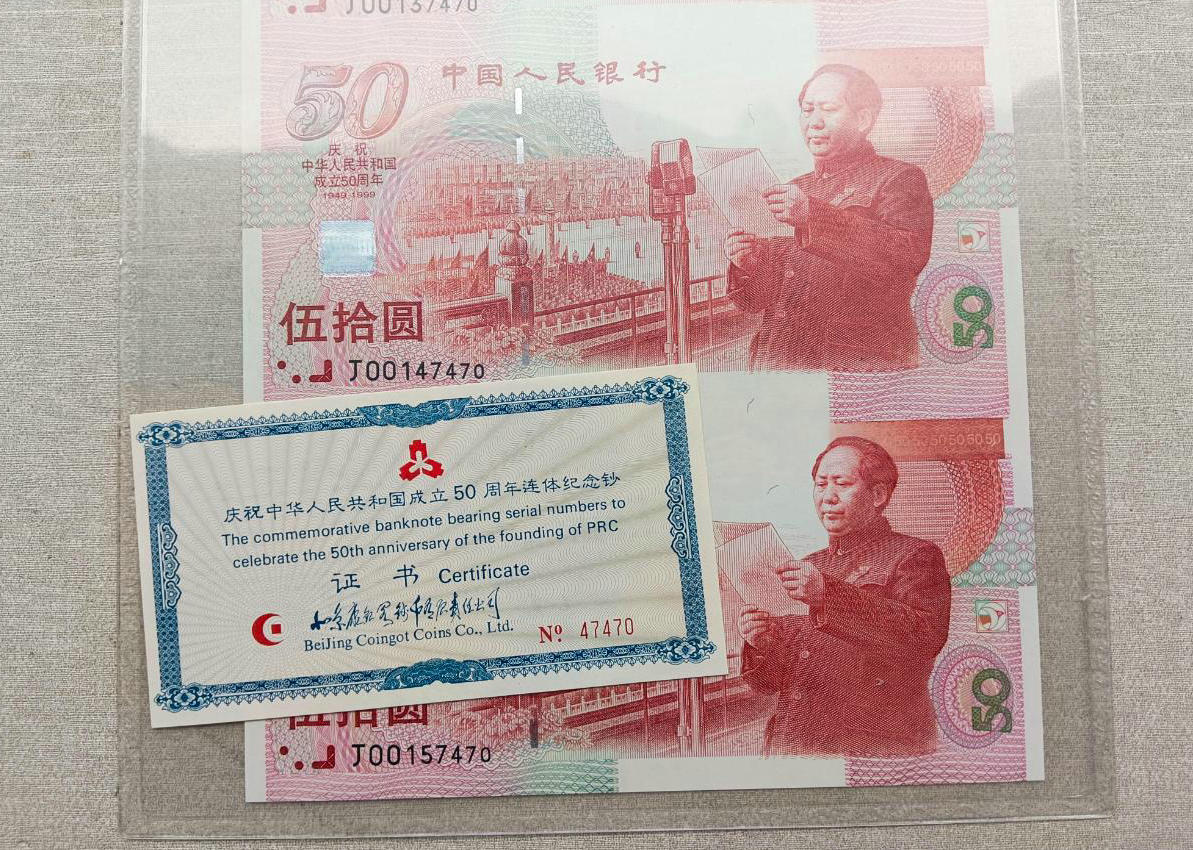 J00137470
50 中国人民银行
庆祝
中华人民共和国
成立50周年
1949-1999
伍拾圆
50
J00147470
50505050
庆祝中华人民共和国成立 50 周年连体纪念钞
The commemorative banknote bearing serial numbers to
celebrate the 50th anniversary of the founding of PRC
证 书 Certificate
BeiJing Coingot Coins Co., Ltd.
Nº 47470
伍拾圆
50
J00157470